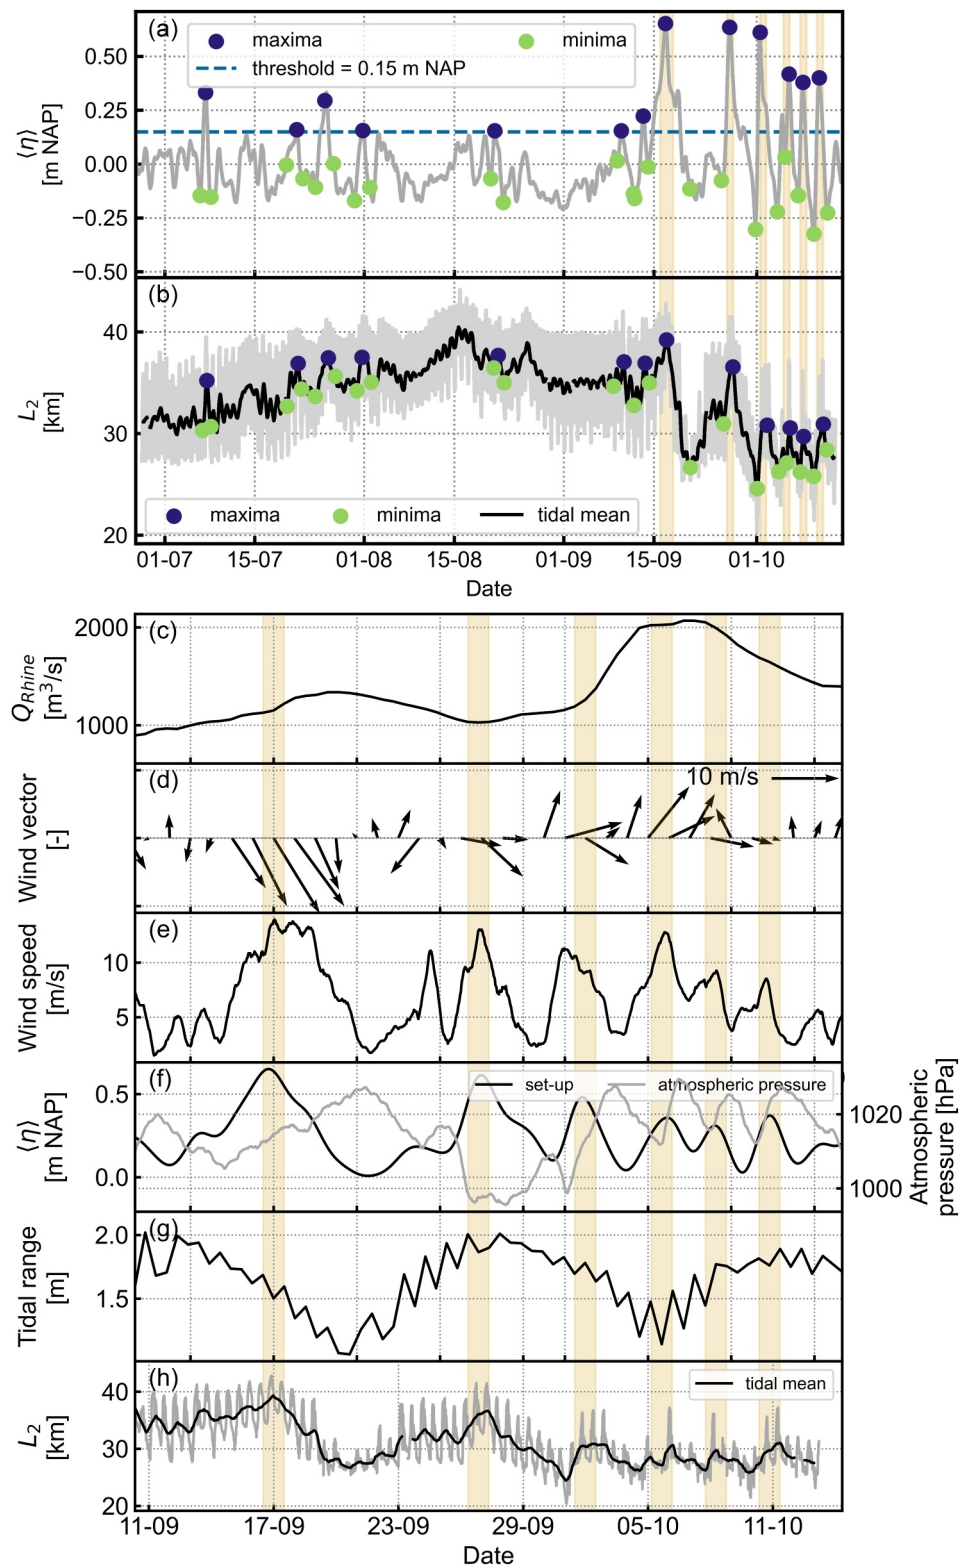 (a)
maxima
minima
threshold = 0.15 m NAP
0.50
0.25
0.00
−0.25
−0.50
⟨η⟩
[m NAP]
(b)
40
30
20
L₂
[km]
maxima
minima
tidal mean
01-07
15-07
01-08
15-08
01-09
15-09
01-10
Date
(c)
2000
1000
Q_Rhine
[m³/s]
(d)
10 m/s
Wind vector
[-]
(e)
10
5
Wind speed
[m/s]
(f)
set-up
atmospheric pressure
0.5
0.0
⟨η⟩
[m NAP]
1020
1000
Atmospheric
pressure [hPa]
(g)
2.0
1.5
Tidal range
[m]
(h)
tidal mean
40
30
20
L₂
[km]
11-09
17-09
23-09
29-09
05-10
11-10
Date